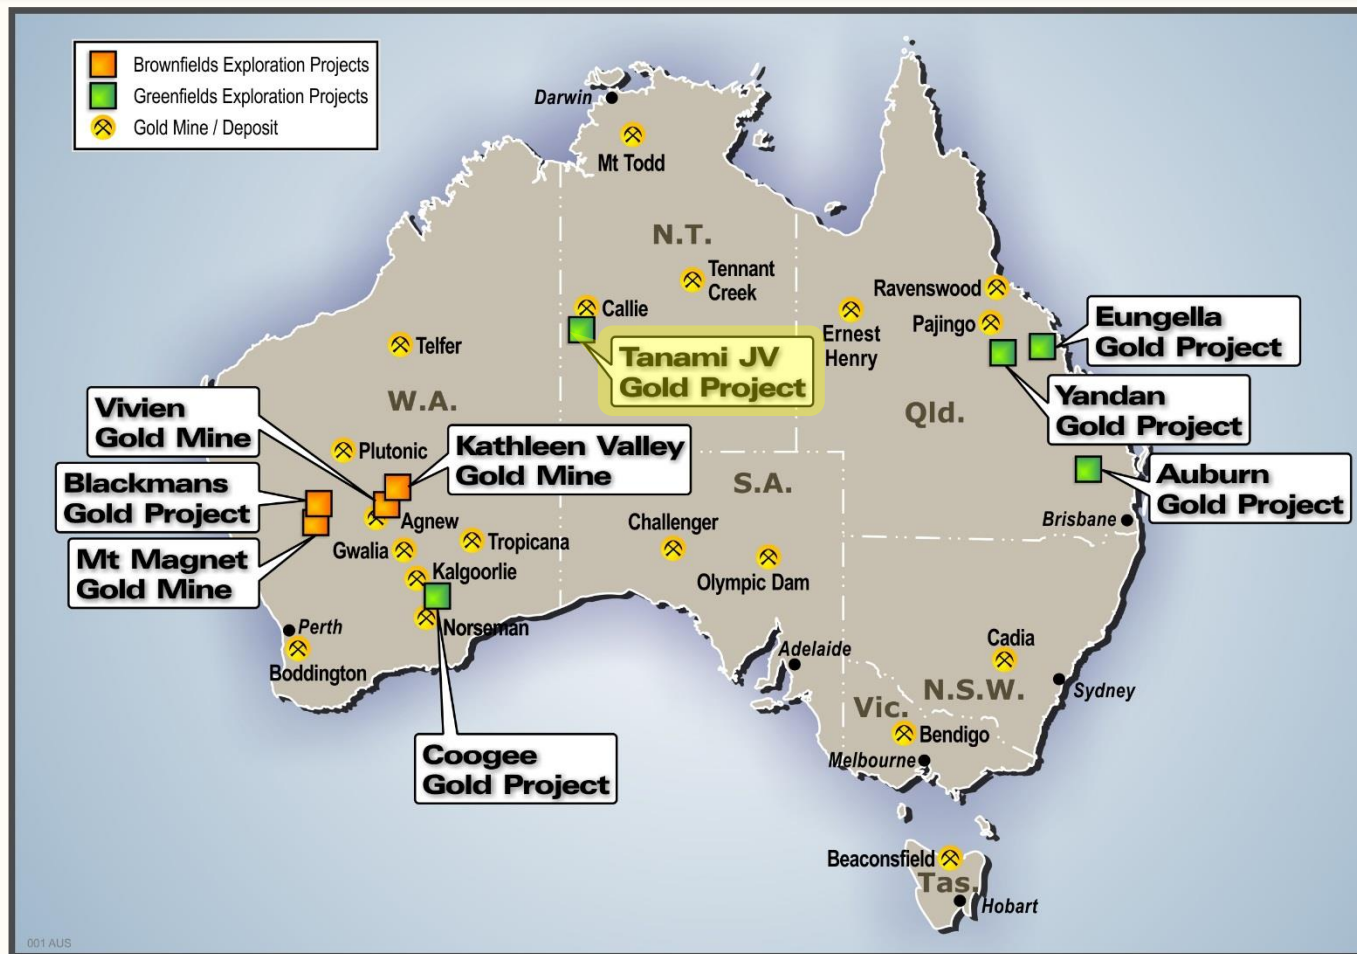 Brownfields Exploration Projects
Greenfields Exploration Projects
Gold Mine / Deposit
Darwin
Mt Todd
N.T.
Tennant
Creek
Callie
Ravenswood
Pajingo
Ernest
Henry
Eungella
Gold Project
Telfer
Tanami JV
Gold Project
Yandan
Gold Project
W.A.
Qld.
Vivien
Gold Mine
Plutonic
Kathleen Valley
Gold Mine
Auburn
Gold Project
Blackmans
Gold Project
S.A.
Agnew
Challenger
Brisbane
Mt Magnet
Gold Mine
Gwalia
Tropicana
Kalgoorlie
Olympic Dam
Perth
Norseman
Boddington
Adelaide
Cadia
N.S.W.
Sydney
Vic.
Bendigo
Coogee
Gold Project
Melbourne
Beaconsfield
Tas.
Hobart
001 AUS